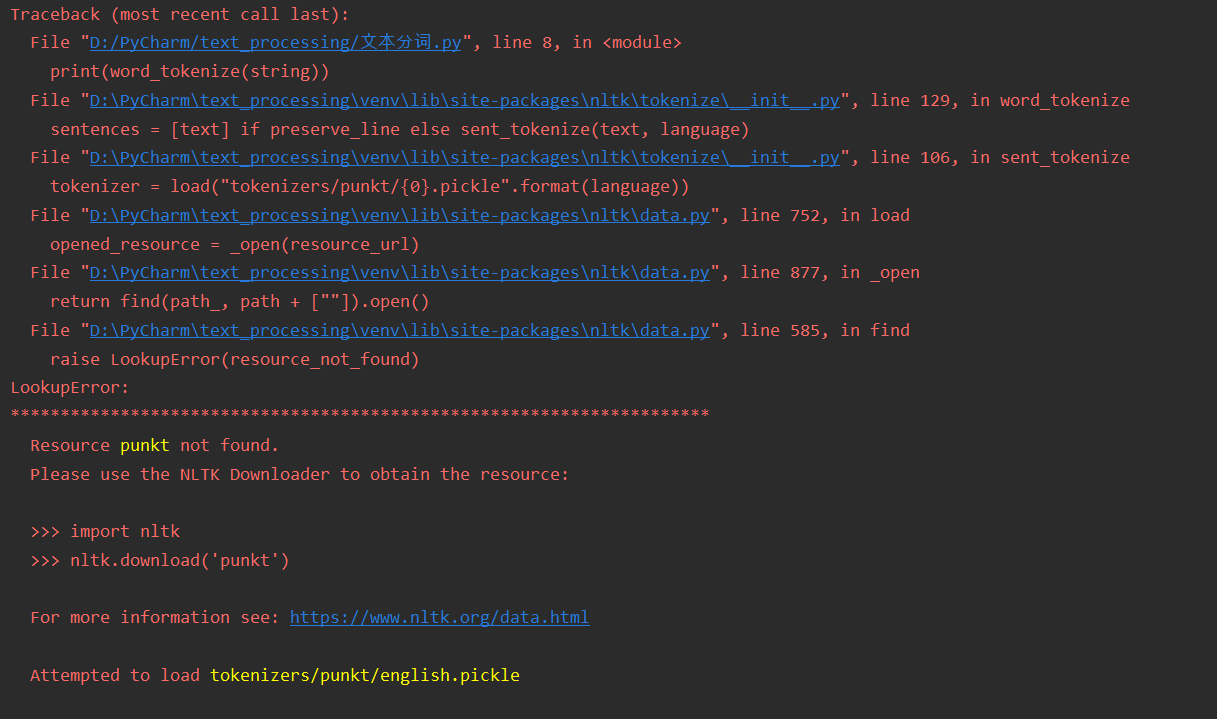 Traceback (most recent call last):
  File "D:/PyCharm/text_processing/文本分词.py", line 8, in <module>
    print(word_tokenize(string))
  File "D:\PyCharm\text_processing\venv\lib\site-packages\nltk\tokenize\__init__.py", line 129, in word_tokenize
    sentences = [text] if preserve_line else sent_tokenize(text, language)
  File "D:\PyCharm\text_processing\venv\lib\site-packages\nltk\tokenize\__init__.py", line 106, in sent_tokenize
    tokenizer = load("tokenizers/punkt/{0}.pickle".format(language))
  File "D:\PyCharm\text_processing\venv\lib\site-packages\nltk\data.py", line 752, in load
    opened_resource = _open(resource_url)
  File "D:\PyCharm\text_processing\venv\lib\site-packages\nltk\data.py", line 877, in _open
    return find(path_, path + [""]).open()
  File "D:\PyCharm\text_processing\venv\lib\site-packages\nltk\data.py", line 585, in find
    raise LookupError(resource_not_found)
LookupError:
**********************************************************************
  Resource punkt not found.
  Please use the NLTK Downloader to obtain the resource:

  >>> import nltk
  >>> nltk.download('punkt')

  For more information see: https://www.nltk.org/data.html

  Attempted to load tokenizers/punkt/english.pickle